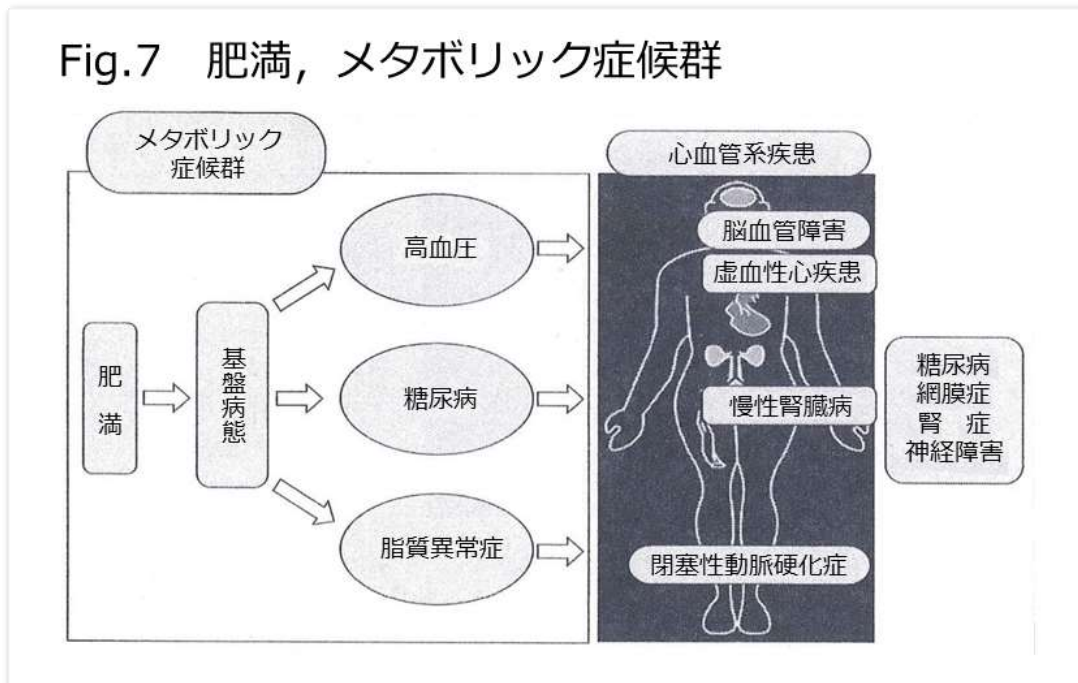 Fig.7　肥満，メタボリック症候群
メタボリック
症候群
肥満
基盤病態
高血圧
糖尿病
脂質異常症
心血管系疾患
脳血管障害
虚血性心疾患
慢性腎臓病
閉塞性動脈硬化症
糖尿病
網膜症
腎　症
神経障害